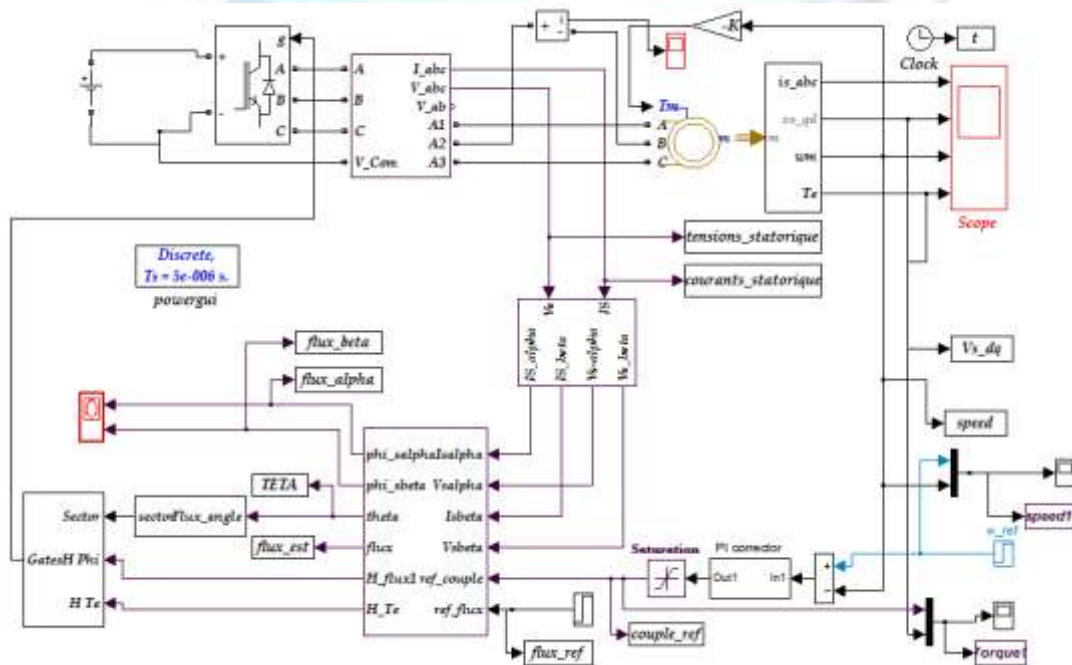 +
-
g
A
B
C
A
B
C
V_Com.
I_abc
V_abc
V_ab
A1
A2
A3
+
i
-
-K
Tm
A
B
C
m
m
is_abc
wm
Te
Clock
t
Scope
Discrete,
Ts = 5e-006 s.
powergui
tensions_statorique
courants_statorique
Vs
IS
IS_alpha
IS_beta
Vs-alpha
Vs_beta
flux_beta
flux_alpha
Vs_dq
speed
phi_salpha
Isalpha
phi_sbeta
Vsalpha
theta
Isbeta
flux
Vsbeta
H_flux1
ref_couple
H_Te
ref_flux
TETA
flux_est
Sector
Gates
H Phi
H Te
sector
Flux_angle
Saturation
PI corrector
Out1
In1
+
-
w_ref
speed1
couple_ref
flux_ref
Torque1